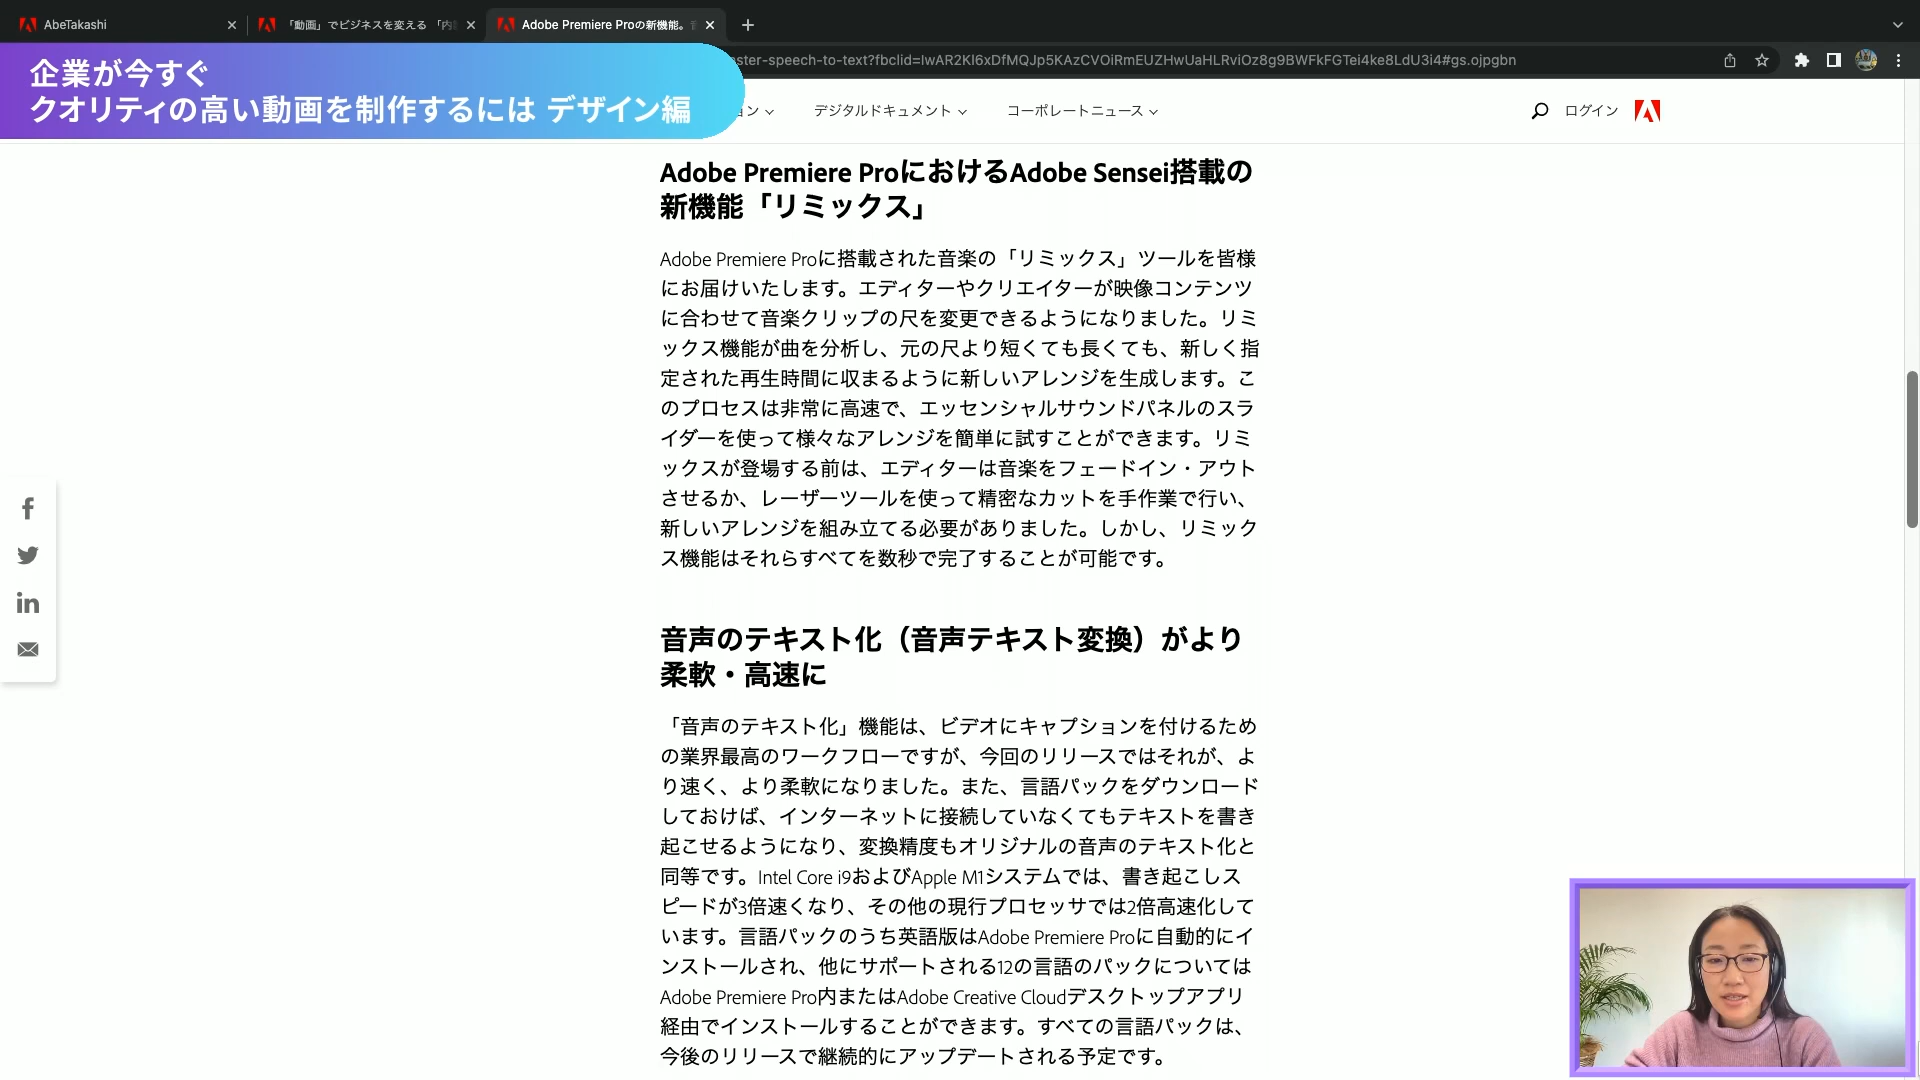 AbeTakashi
「動画」でビジネスを変える 「内
Adobe Premiere Proの新機能。
企業が今すぐ
クオリティの高い動画を制作するには デザイン編
ster-speech-to-text?fbclid=IwAR2KI6xDfMQJp5KAzCVOiRmEUZHwUaHLRviOz8g9BWFkFGTei4ke8LdU3i4#gs.ojpgbn
ョン
デジタルドキュメント
コーポレートニュース
ログイン
Adobe Premiere ProにおけるAdobe Sensei搭載の
新機能「リミックス」
Adobe Premiere Proに搭載された音楽の「リミックス」ツールを皆様
にお届けいたします。エディターやクリエイターが映像コンテンツ
に合わせて音楽クリップの尺を変更できるようになりました。リミ
ックス機能が曲を分析し、元の尺より短くても長くても、新しく指
定された再生時間に収まるように新しいアレンジを生成します。こ
のプロセスは非常に高速で、エッセンシャルサウンドパネルのスラ
イダーを使って様々なアレンジを簡単に試すことができます。リミ
ックスが登場する前は、エディターは音楽をフェードイン・アウト
させるか、レーザーツールを使って精密なカットを手作業で行い、
新しいアレンジを組み立てる必要がありました。しかし、リミック
ス機能はそれらすべてを数秒で完了することが可能です。
音声のテキスト化（音声テキスト変換）がより
柔軟・高速に
「音声のテキスト化」機能は、ビデオにキャプションを付けるため
の業界最高のワークフローですが、今回のリリースではそれが、よ
り速く、より柔軟になりました。また、言語パックをダウンロード
しておけば、インターネットに接続していなくてもテキストを書き
起こせるようになり、変換精度もオリジナルの音声のテキスト化と
同等です。Intel Core i9およびApple M1システムでは、書き起こしス
ピードが3倍速くなり、その他の現行プロセッサでは2倍高速化して
います。言語パックのうち英語版はAdobe Premiere Proに自動的にイ
ンストールされ、他にサポートされる12の言語のパックについては
Adobe Premiere Pro内またはAdobe Creative Cloudデスクトップアプリ
経由でインストールすることができます。すべての言語パックは、
今後のリリースで継続的にアップデートされる予定です。